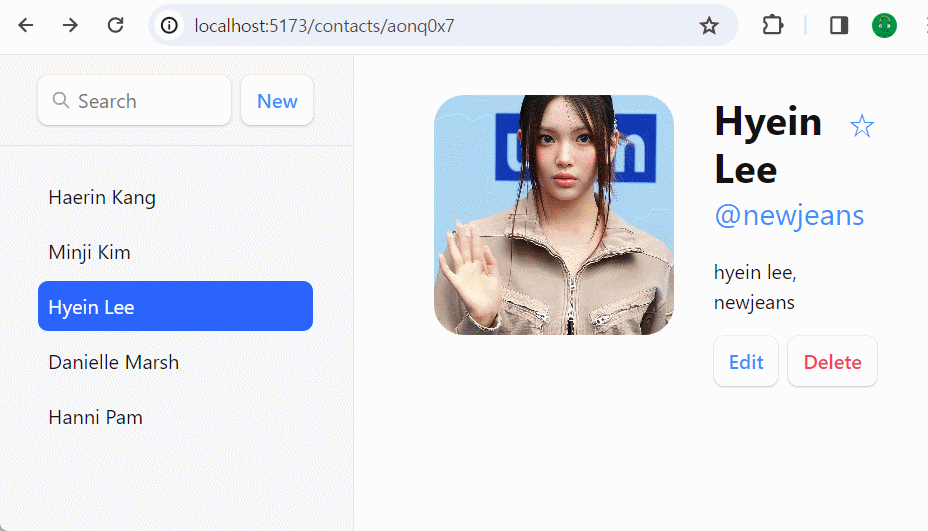 localhost:5173/contacts/aonq0x7
Search
New
Haerin Kang
Minji Kim
Hyein Lee
Danielle Marsh
Hanni Pam
Hyein
Lee
@newjeans
hyein lee,
newjeans
Edit
Delete